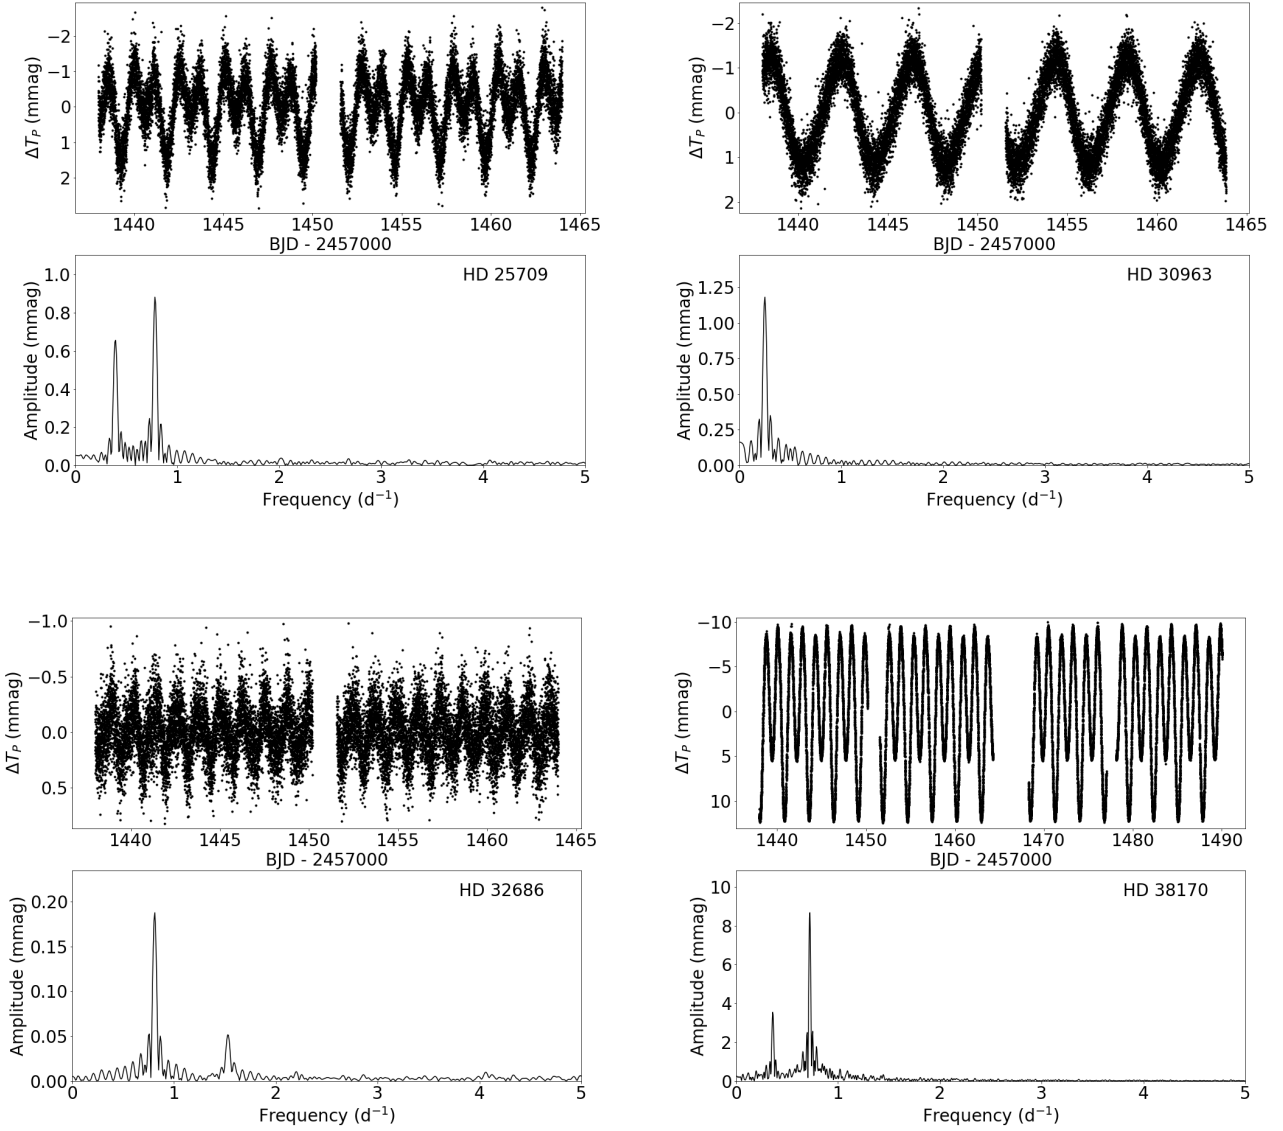 −2
−1
0
1
2
ΔT_P (mmag)
1440 1445 1450 1455 1460 1465
BJD - 2457000
HD 25709
1.0
0.8
0.6
0.4
0.2
0.0
Amplitude (mmag)
0 1 2 3 4 5
Frequency (d⁻¹)
−2
−1
0
1
2
ΔT_P (mmag)
1440 1445 1450 1455 1460 1465
BJD - 2457000
HD 30963
1.25
1.00
0.75
0.50
0.25
0.00
Amplitude (mmag)
0 1 2 3 4 5
Frequency (d⁻¹)
−1.0
−0.5
0.0
0.5
ΔT_P (mmag)
1440 1445 1450 1455 1460 1465
BJD - 2457000
HD 32686
0.20
0.15
0.10
0.05
0.00
Amplitude (mmag)
0 1 2 3 4 5
Frequency (d⁻¹)
−10
−5
0
5
10
ΔT_P (mmag)
1440 1450 1460 1470 1480 1490
BJD - 2457000
HD 38170
10
8
6
4
2
0
Amplitude (mmag)
0 1 2 3 4 5
Frequency (d⁻¹)